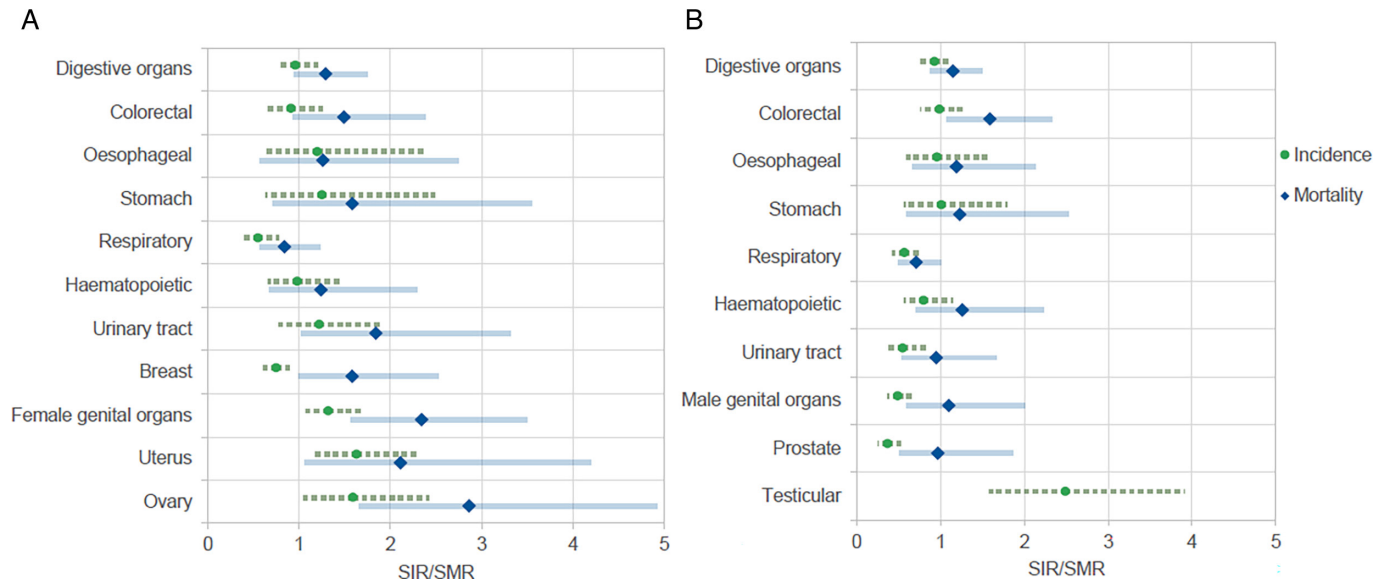 A
Digestive organs
Colorectal
Oesophageal
Stomach
Respiratory
Haematopoietic
Urinary tract
Breast
Female genital organs
Uterus
Ovary
0 1 2 3 4 5
SIR/SMR
B
Digestive organs
Colorectal
Oesophageal
Stomach
Respiratory
Haematopoietic
Urinary tract
Male genital organs
Prostate
Testicular
0 1 2 3 4 5
SIR/SMR
Incidence
Mortality